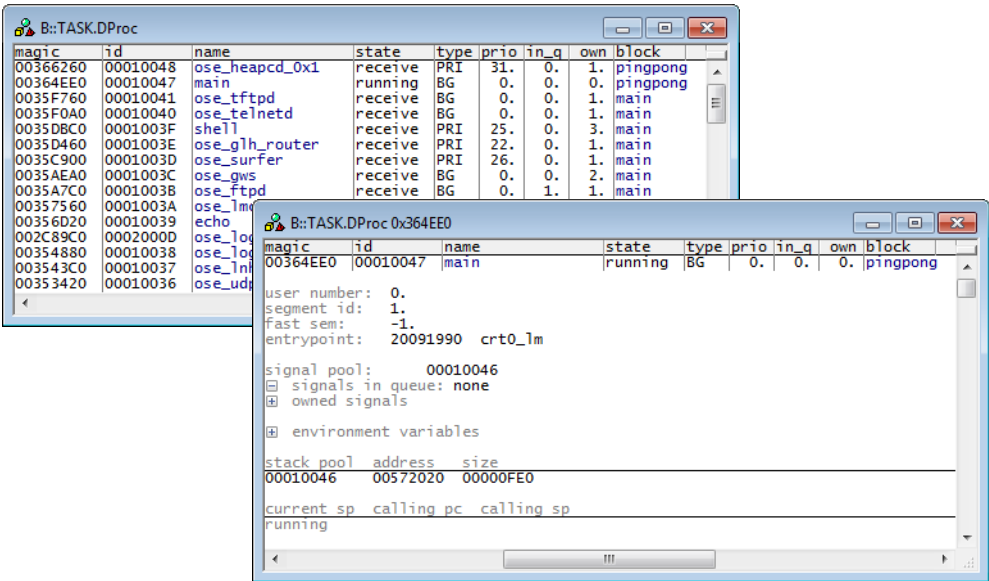 B::TASK.DProc
magic id name state type prio in_q own block
00366260 00010048 ose_heapcd_0x1 receive PRI 31. 0. 1. pingpong
00364EE0 00010047 main running BG 0. 0. 0. pingpong
0035F760 00010041 ose_tftpd receive BG 0. 0. 1. main
0035F0A0 00010040 ose_telnetd receive BG 0. 0. 1. main
0035DBC0 0001003F shell receive PRI 25. 0. 3. main
0035D460 0001003E ose_glh_router receive PRI 22. 0. 1. main
0035C900 0001003D ose_surfer receive PRI 26. 0. 1. main
0035AEA0 0001003C ose_gws receive BG 0. 0. 2. main
0035A7C0 0001003B ose_ftpd receive BG 0. 1. 1. main
00357560 0001003A
00356D20 00010039 echo
002C89C0 0002000D
00354880 00010038
003543C0 00010037
00353420 00010036
B::TASK.DProc 0x364EE0
magic id name state type prio in_q own block
00364EE0 00010047 main running BG 0. 0. 0. pingpong
user number: 0.
segment id: 1.
fast sem: -1.
entrypoint: 20091990 crt0_lm
signal pool: 00010046
signals in queue: none
owned signals
environment variables
stack pool address size
00010046 00572020 00000FE0
current sp calling pc calling sp
running